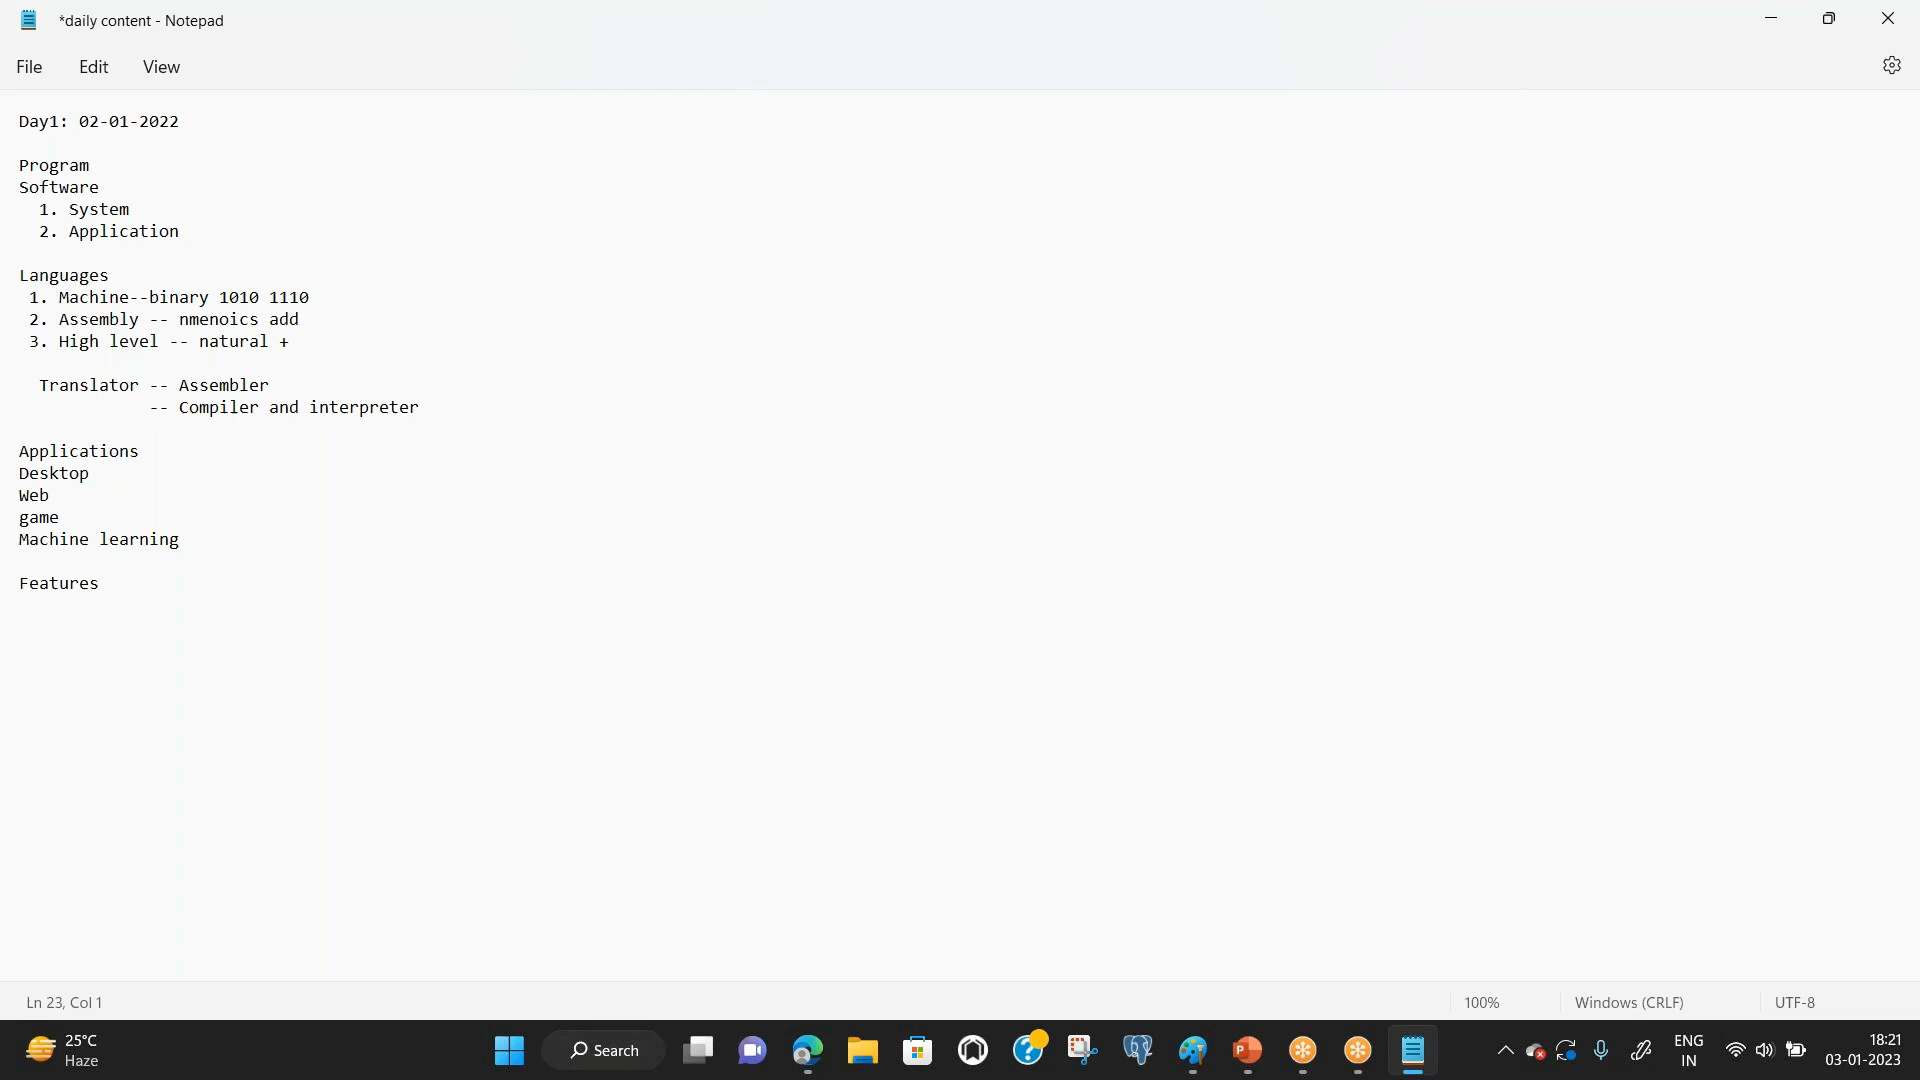 *daily content - Notepad
File Edit View
Day1: 02-01-2022
Program
Software
1. System
2. Application
Languages
1. Machine--binary 1010 1110
2. Assembly -- nmenoics add
3. High level -- natural +
Translator -- Assembler
-- Compiler and interpreter
Applications
Desktop
Web
game
Machine learning
Features
Ln 23, Col 1 100% Windows (CRLF) UTF-8
25°C
Haze
Search
ENG
IN
18:21
03-01-2023